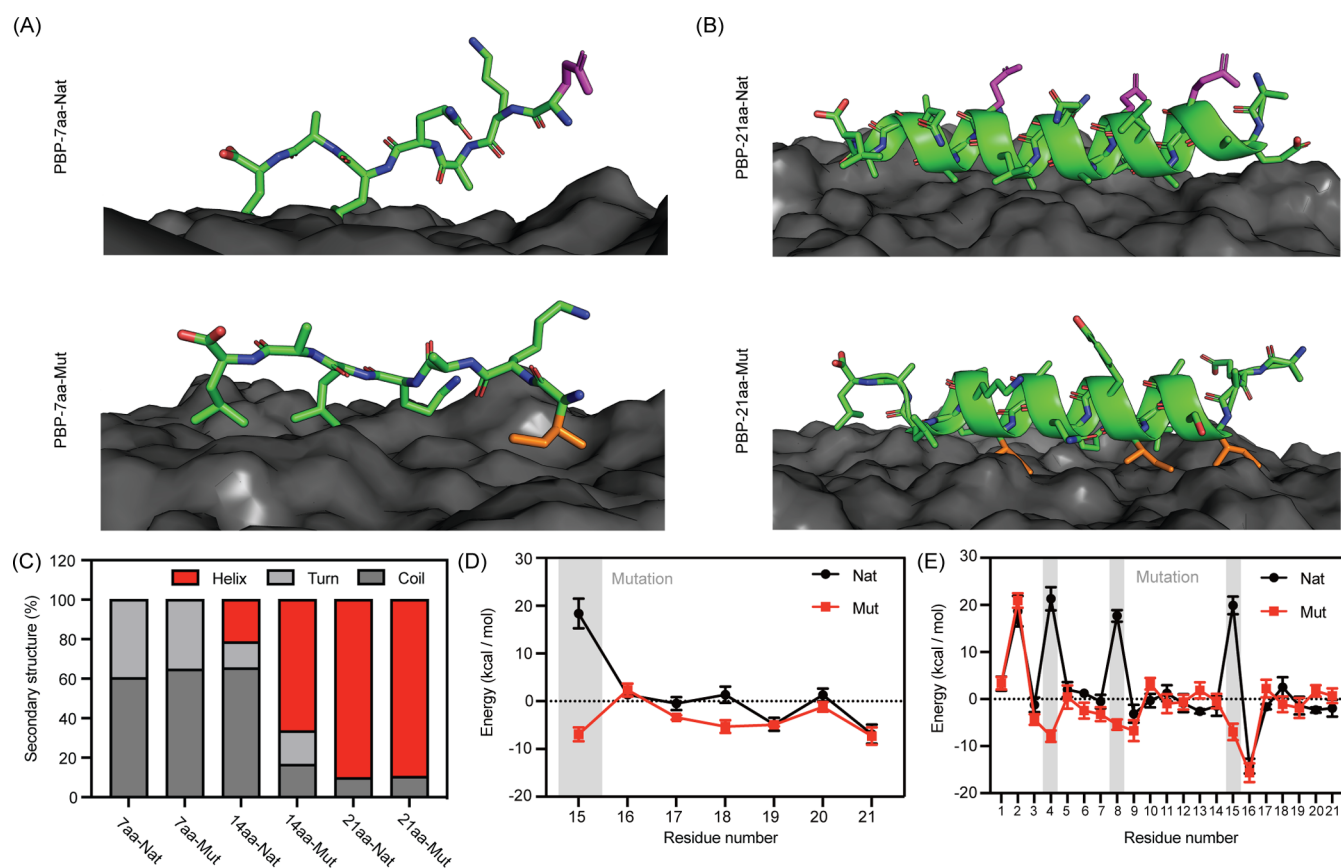 (A)
PBP-7aa-Nat
PBP-7aa-Mut
(B)
PBP-21aa-Nat
PBP-21aa-Mut
(C)
Secondary structure (%)
120
100
80
60
40
20
0
Helix Turn Coil
7aa-Nat
7aa-Mut
14aa-Nat
14aa-Mut
21aa-Nat
21aa-Mut
(D)
Energy (kcal / mol)
30
20
10
0
-10
-20
Mutation
Nat
Mut
15 16 17 18 19 20 21
Residue number
(E)
Energy (kcal / mol)
30
20
10
0
-10
-20
Mutation
Nat
Mut
1 2 3 4 5 6 7 8 9 10 11 12 13 14 15 16 17 18 19 20 21
Residue number